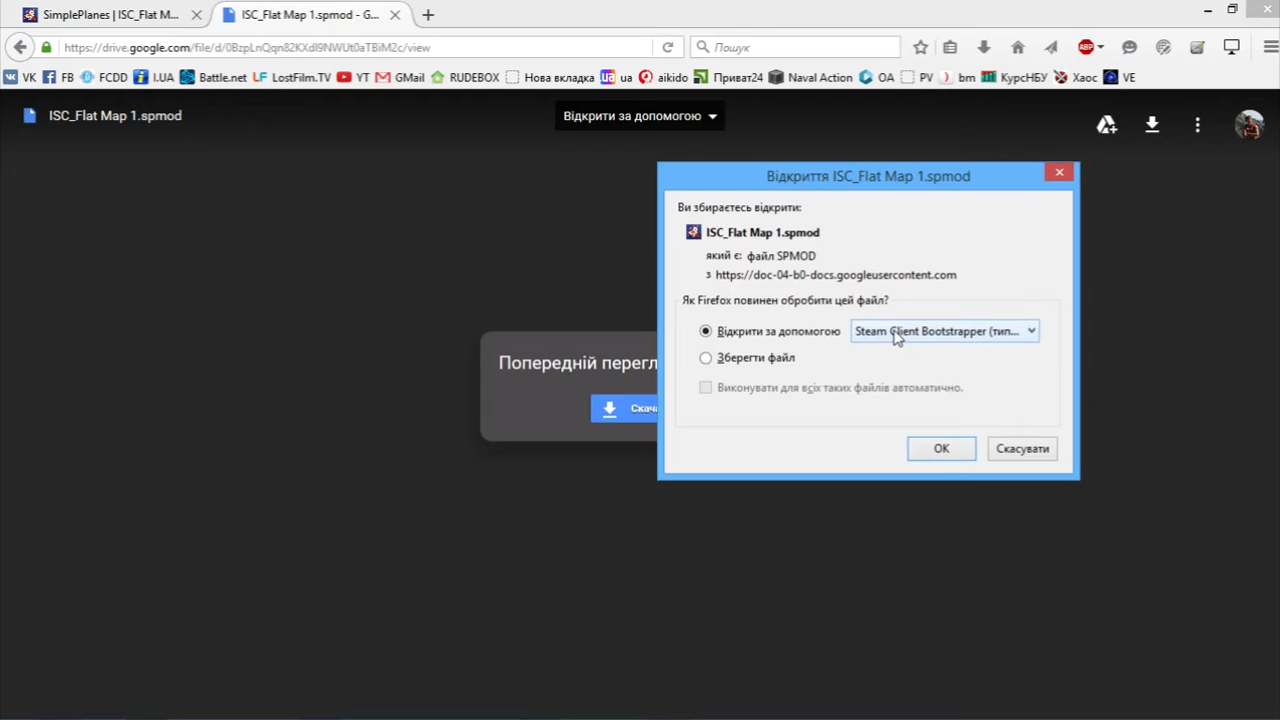 SimplePlanes | ISC_Flat M...
ISC_Flat Map 1.spmod - G...
https://drive.google.com/file/d/0BzpLnQqn82KXdl9NWUt0aTBiM2c/view
Пошук
ABP
VK
FB
FCDD
I.UA
Battle.net
LostFilm.TV
YT
GMail
RUDEBOX
Нова вкладка
ua
aikido
Приват24
Naval Action
OA
PV
bm
КурсНБУ
Хаос
VE
ISC_Flat Map 1.spmod
Відкрити за допомогою
Відкриття ISC_Flat Map 1.spmod
Ви збираєтесь відкрити:
ISC_Flat Map 1.spmod
який є: файл SPMOD
з https://doc-04-b0-docs.googleusercontent.com
Як Firefox повинен обробити цей файл?
Відкрити за допомогою Steam Client Bootstrapper (тип...
Зберегти файл
Виконувати для всіх таких файлів автоматично.
Попередній перегл
Скача
OK
Скасувати